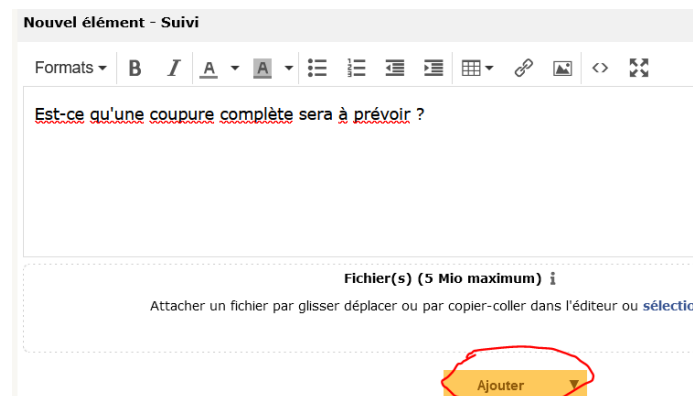 Nouvel élément - Suivi
Formats
Est-ce qu'une coupure complète sera à prévoir ?
Fichier(s) (5 Mio maximum) i
Attacher un fichier par glisser déplacer ou par copier-coller dans l'éditeur ou sélectio
Ajouter